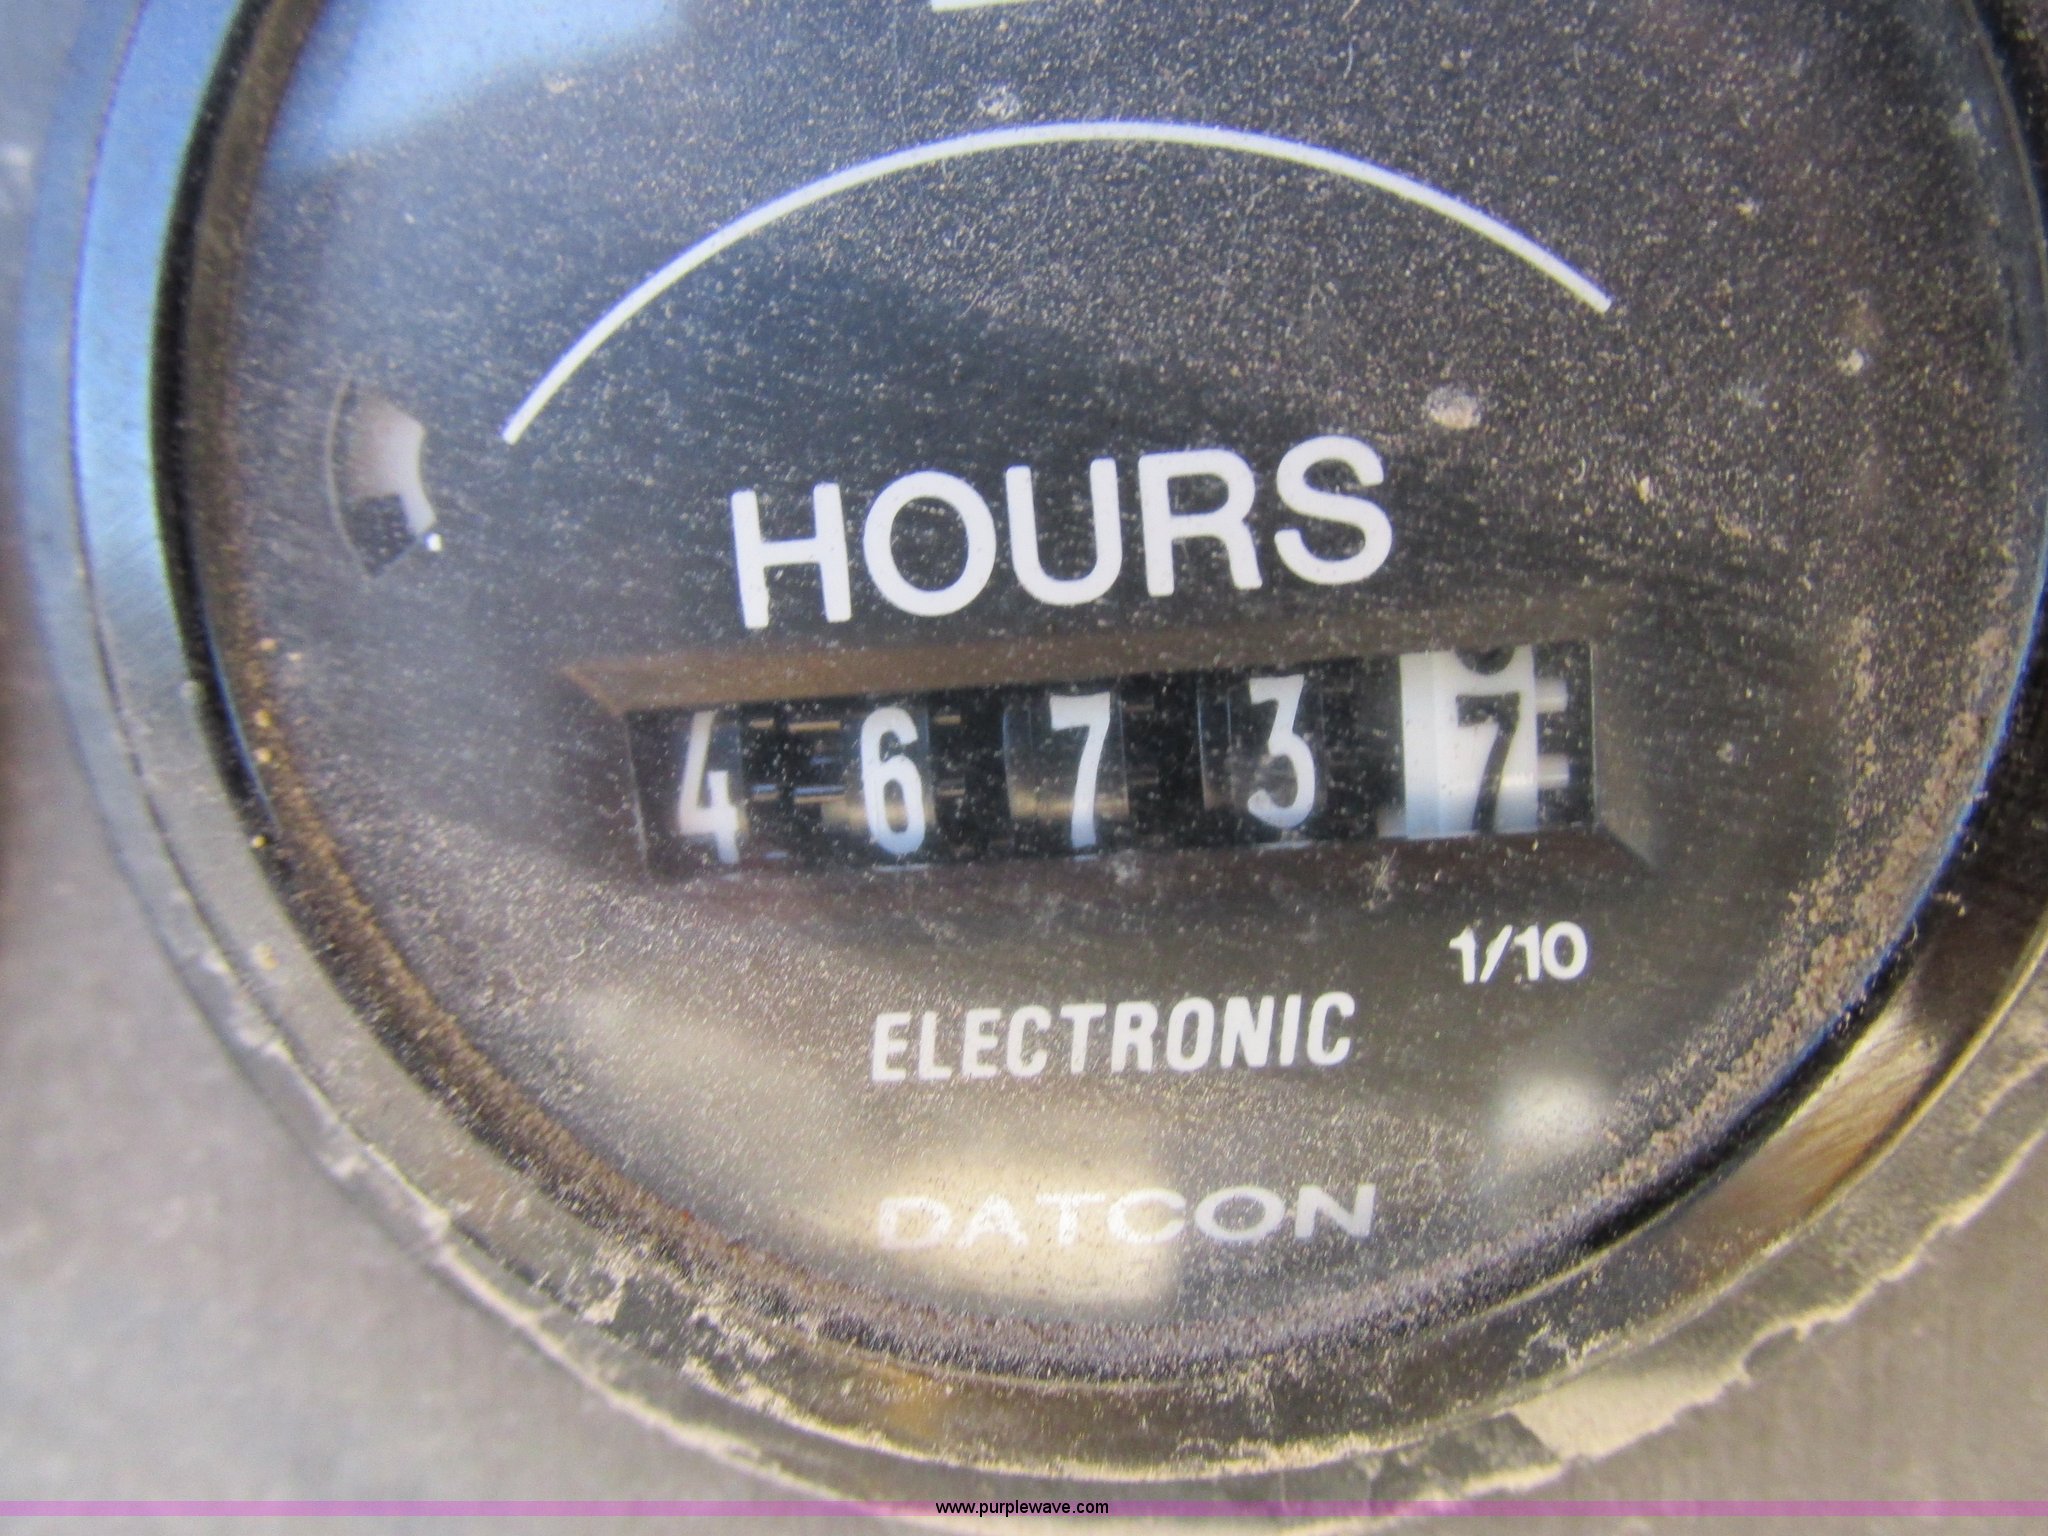 HOURS
4 6 7 3 7
1/10
ELECTRONIC
DATCON
www.purplewave.com